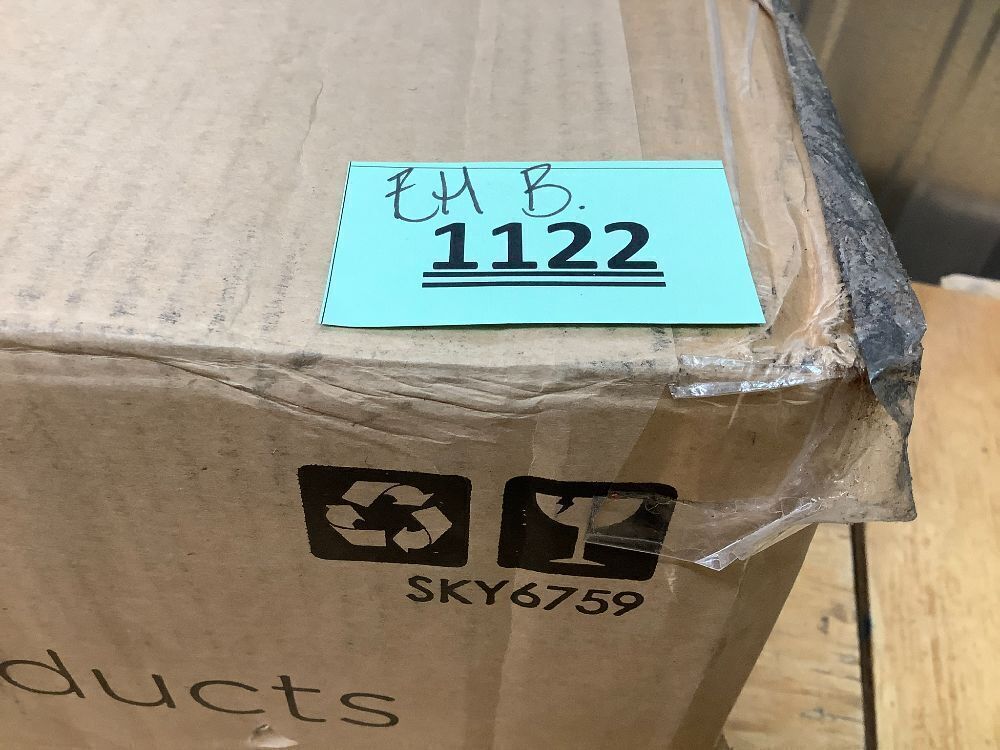 EH B.
1122
SKY6759
ducts